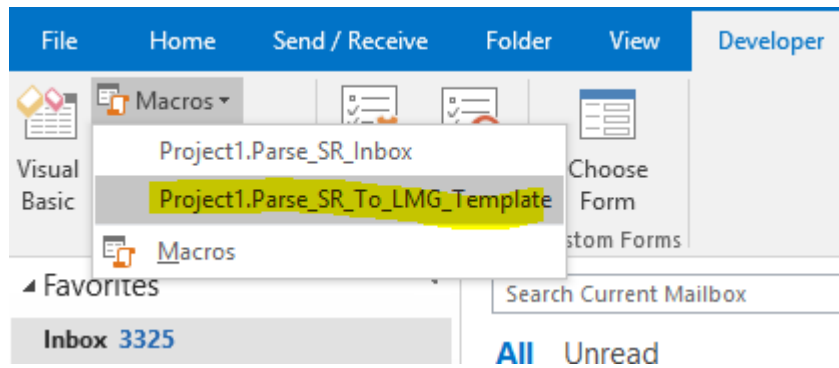 File Home Send / Receive Folder View Developer
Macros
Project1.Parse_SR_Inbox
Visual Basic
Project1.Parse_SR_To_LMG_Template
Choose Form
Macros
stom Forms
Favorites
Search Current Mailbox
Inbox 3325
All Unread